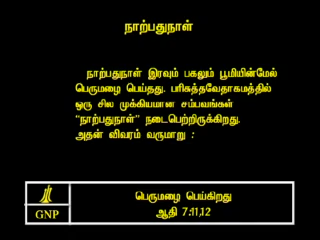 நாற்பதுநாள்
நாற்பதுநாள் இரவும் பகலும் பூமியின்மேல்
பெருமழை பெய்தது. பரிசுத்தவேதாகமத்தில்
ஒரு சில முக்கியமான சம்பவங்கள்
“நாற்பதுநாள்” நடைபெற்றிருக்கிறது.
அதன் விவரம் வருமாறு :
பெருமழை பெய்கிறது
GNP
ஆதி 7:11,12